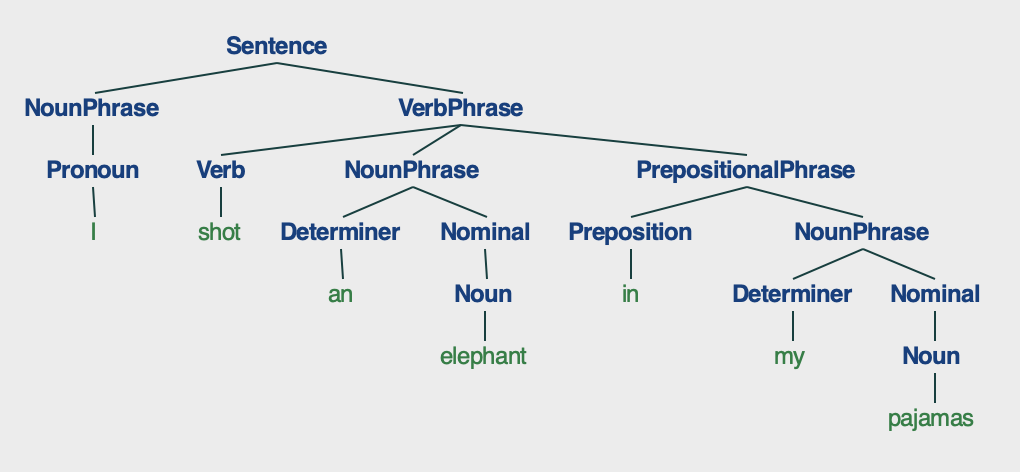 Sentence
NounPhrase VerbPhrase
Pronoun Verb NounPhrase PrepositionalPhrase
I shot Determiner Nominal Preposition NounPhrase
an Noun in Determiner Nominal
elephant my Noun
pajamas